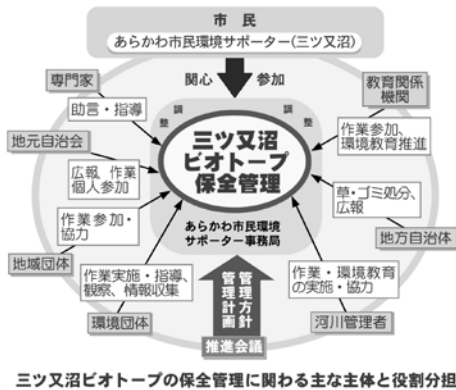 市 民
あらかわ市民環境サポーター(三ツ又沼)
関心
参加
専門家
助言・指導
地元自治会
広報、作業
個人参加
作業参加・
協力
地域団体
作業実施・指導、
観察、情報収集
環境団体
調整
調整
三ツ又沼
ビオトープ
保全管理
あらかわ市民環境
サポーター事務局
管理方針
管理計画
推進会議
教育関係
機関
作業参加、
環境教育推進
草・ゴミ処分、
広報
地方自治体
作業・環境教育
の実施・協力
河川管理者
三ツ又沼ビオトープの保全管理に関わる主な主体と役割分担